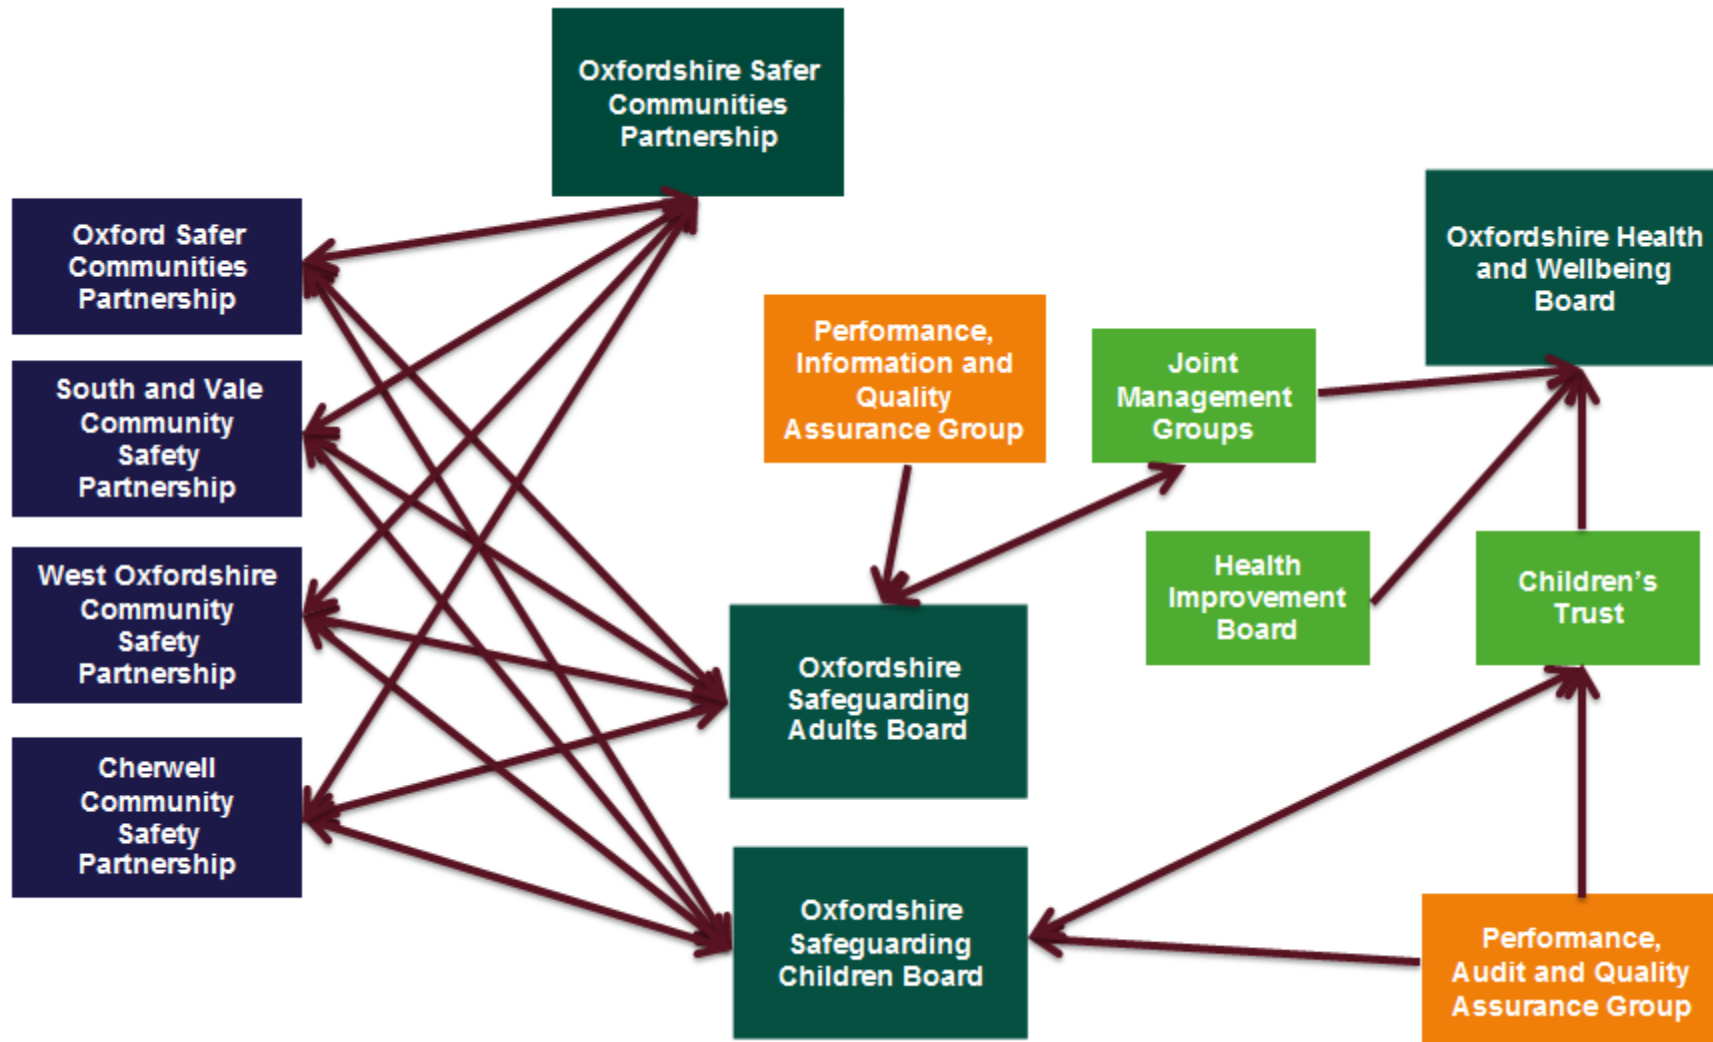 Oxfordshire Safer
Communities
Partnership
Oxford Safer
Communities
Partnership
South and Vale
Community
Safety
Partnership
West Oxfordshire
Community
Safety
Partnership
Cherwell
Community
Safety
Partnership
Performance,
Information and
Quality
Assurance Group
Joint
Management
Groups
Oxfordshire Health
and Wellbeing
Board
Health
Improvement
Board
Children’s
Trust
Oxfordshire
Safeguarding
Adults Board
Oxfordshire
Safeguarding
Children Board
Performance,
Audit and Quality
Assurance Group